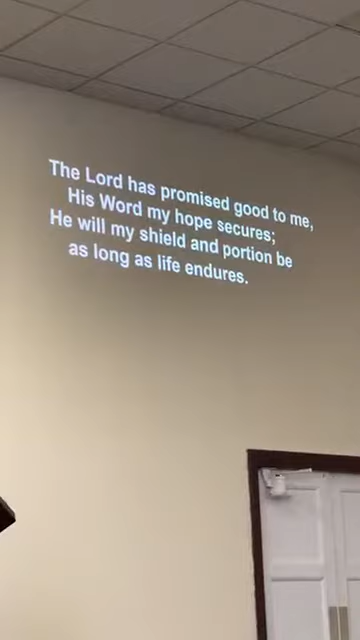 The Lord has promised good to me,
His Word my hope secures;
He will my shield and portion be
as long as life endures.